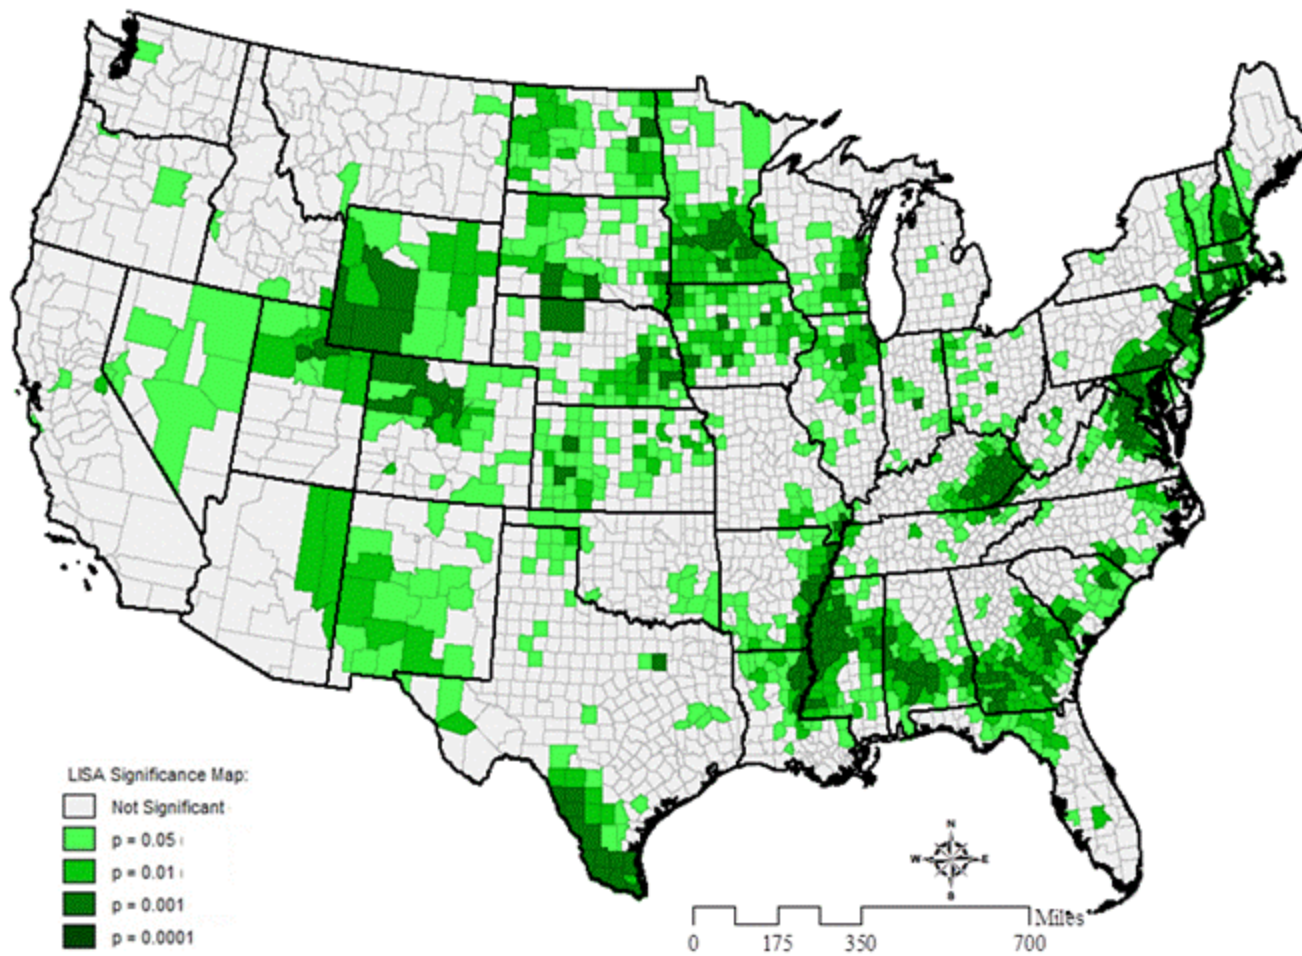 LISA Significance Map:
Not Significant
p = 0.05
p = 0.01
p = 0.001
p = 0.0001
N
W E
S
Miles
0 175 350 700